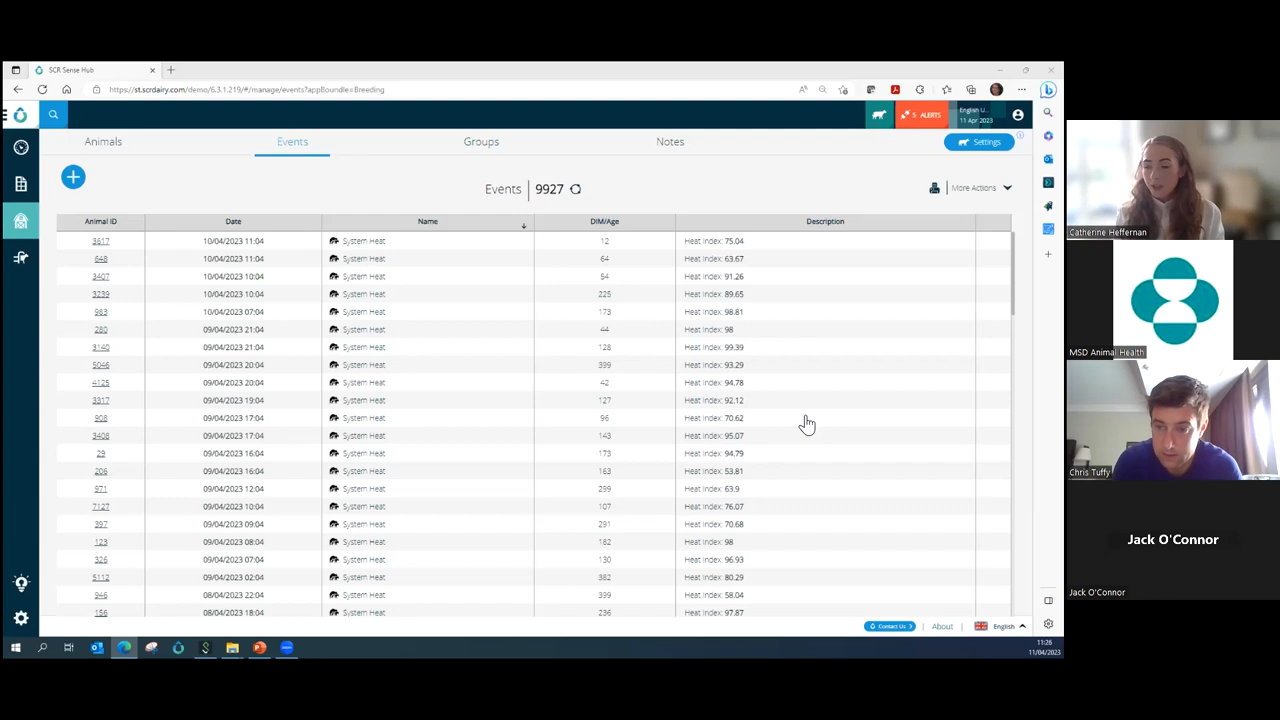 SCR Sense Hub
https://st.scrdairy.com/demo/6.3.1.219/#/manage/events?appBoundle=Breeding
5 ALERTS
English U...
11 Apr 2023
Animals Events Groups Notes Settings
Events 9927 More Actions
Animal ID Date Name DIM/Age Description
3617 10/04/2023 11:04 System Heat 12 Heat Index: 75.04
648 10/04/2023 11:04 System Heat 64 Heat Index: 63.67
3407 10/04/2023 10:04 System Heat 54 Heat Index: 91.26
3239 10/04/2023 10:04 System Heat 225 Heat Index: 89.65
983 10/04/2023 07:04 System Heat 173 Heat Index: 98.81
280 09/04/2023 21:04 System Heat 44 Heat Index: 98
3140 09/04/2023 21:04 System Heat 128 Heat Index: 99.39
5046 09/04/2023 20:04 System Heat 399 Heat Index: 93.29
4125 09/04/2023 20:04 System Heat 42 Heat Index: 94.78
3317 09/04/2023 19:04 System Heat 127 Heat Index: 92.12
908 09/04/2023 17:04 System Heat 96 Heat Index: 70.62
3408 09/04/2023 17:04 System Heat 143 Heat Index: 95.07
29 09/04/2023 16:04 System Heat 173 Heat Index: 94.79
206 09/04/2023 16:04 System Heat 163 Heat Index: 53.81
971 09/04/2023 12:04 System Heat 299 Heat Index: 63.9
7127 09/04/2023 10:04 System Heat 107 Heat Index: 76.07
397 09/04/2023 09:04 System Heat 291 Heat Index: 70.68
123 09/04/2023 08:04 System Heat 182 Heat Index: 98
326 09/04/2023 07:04 System Heat 130 Heat Index: 96.93
5112 09/04/2023 02:04 System Heat 382 Heat Index: 80.29
946 08/04/2023 22:04 System Heat 399 Heat Index: 58.04
156 08/04/2023 18:04 System Heat 236 Heat Index: 97.87
Contact Us About English
11:26
11/04/2023
Catherine Heffernan
MSD Animal Health
Chris Tuffy
Jack O'Connor
Jack O'Connor